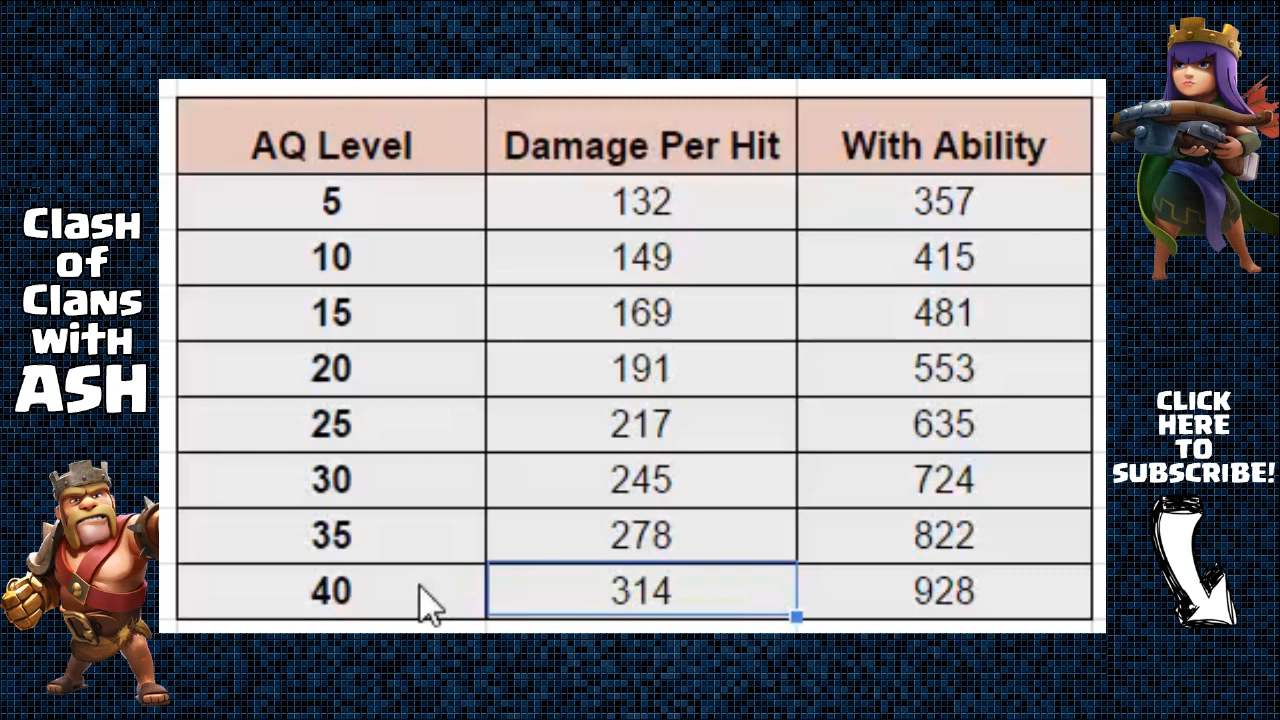 Clash
of
Clans
with
ASH
AQ Level Damage Per Hit With Ability
5 132 357
10 149 415
15 169 481
20 191 553
25 217 635
30 245 724
35 278 822
40 314 928
CLICK
HERE
TO
SUBSCRIBE!